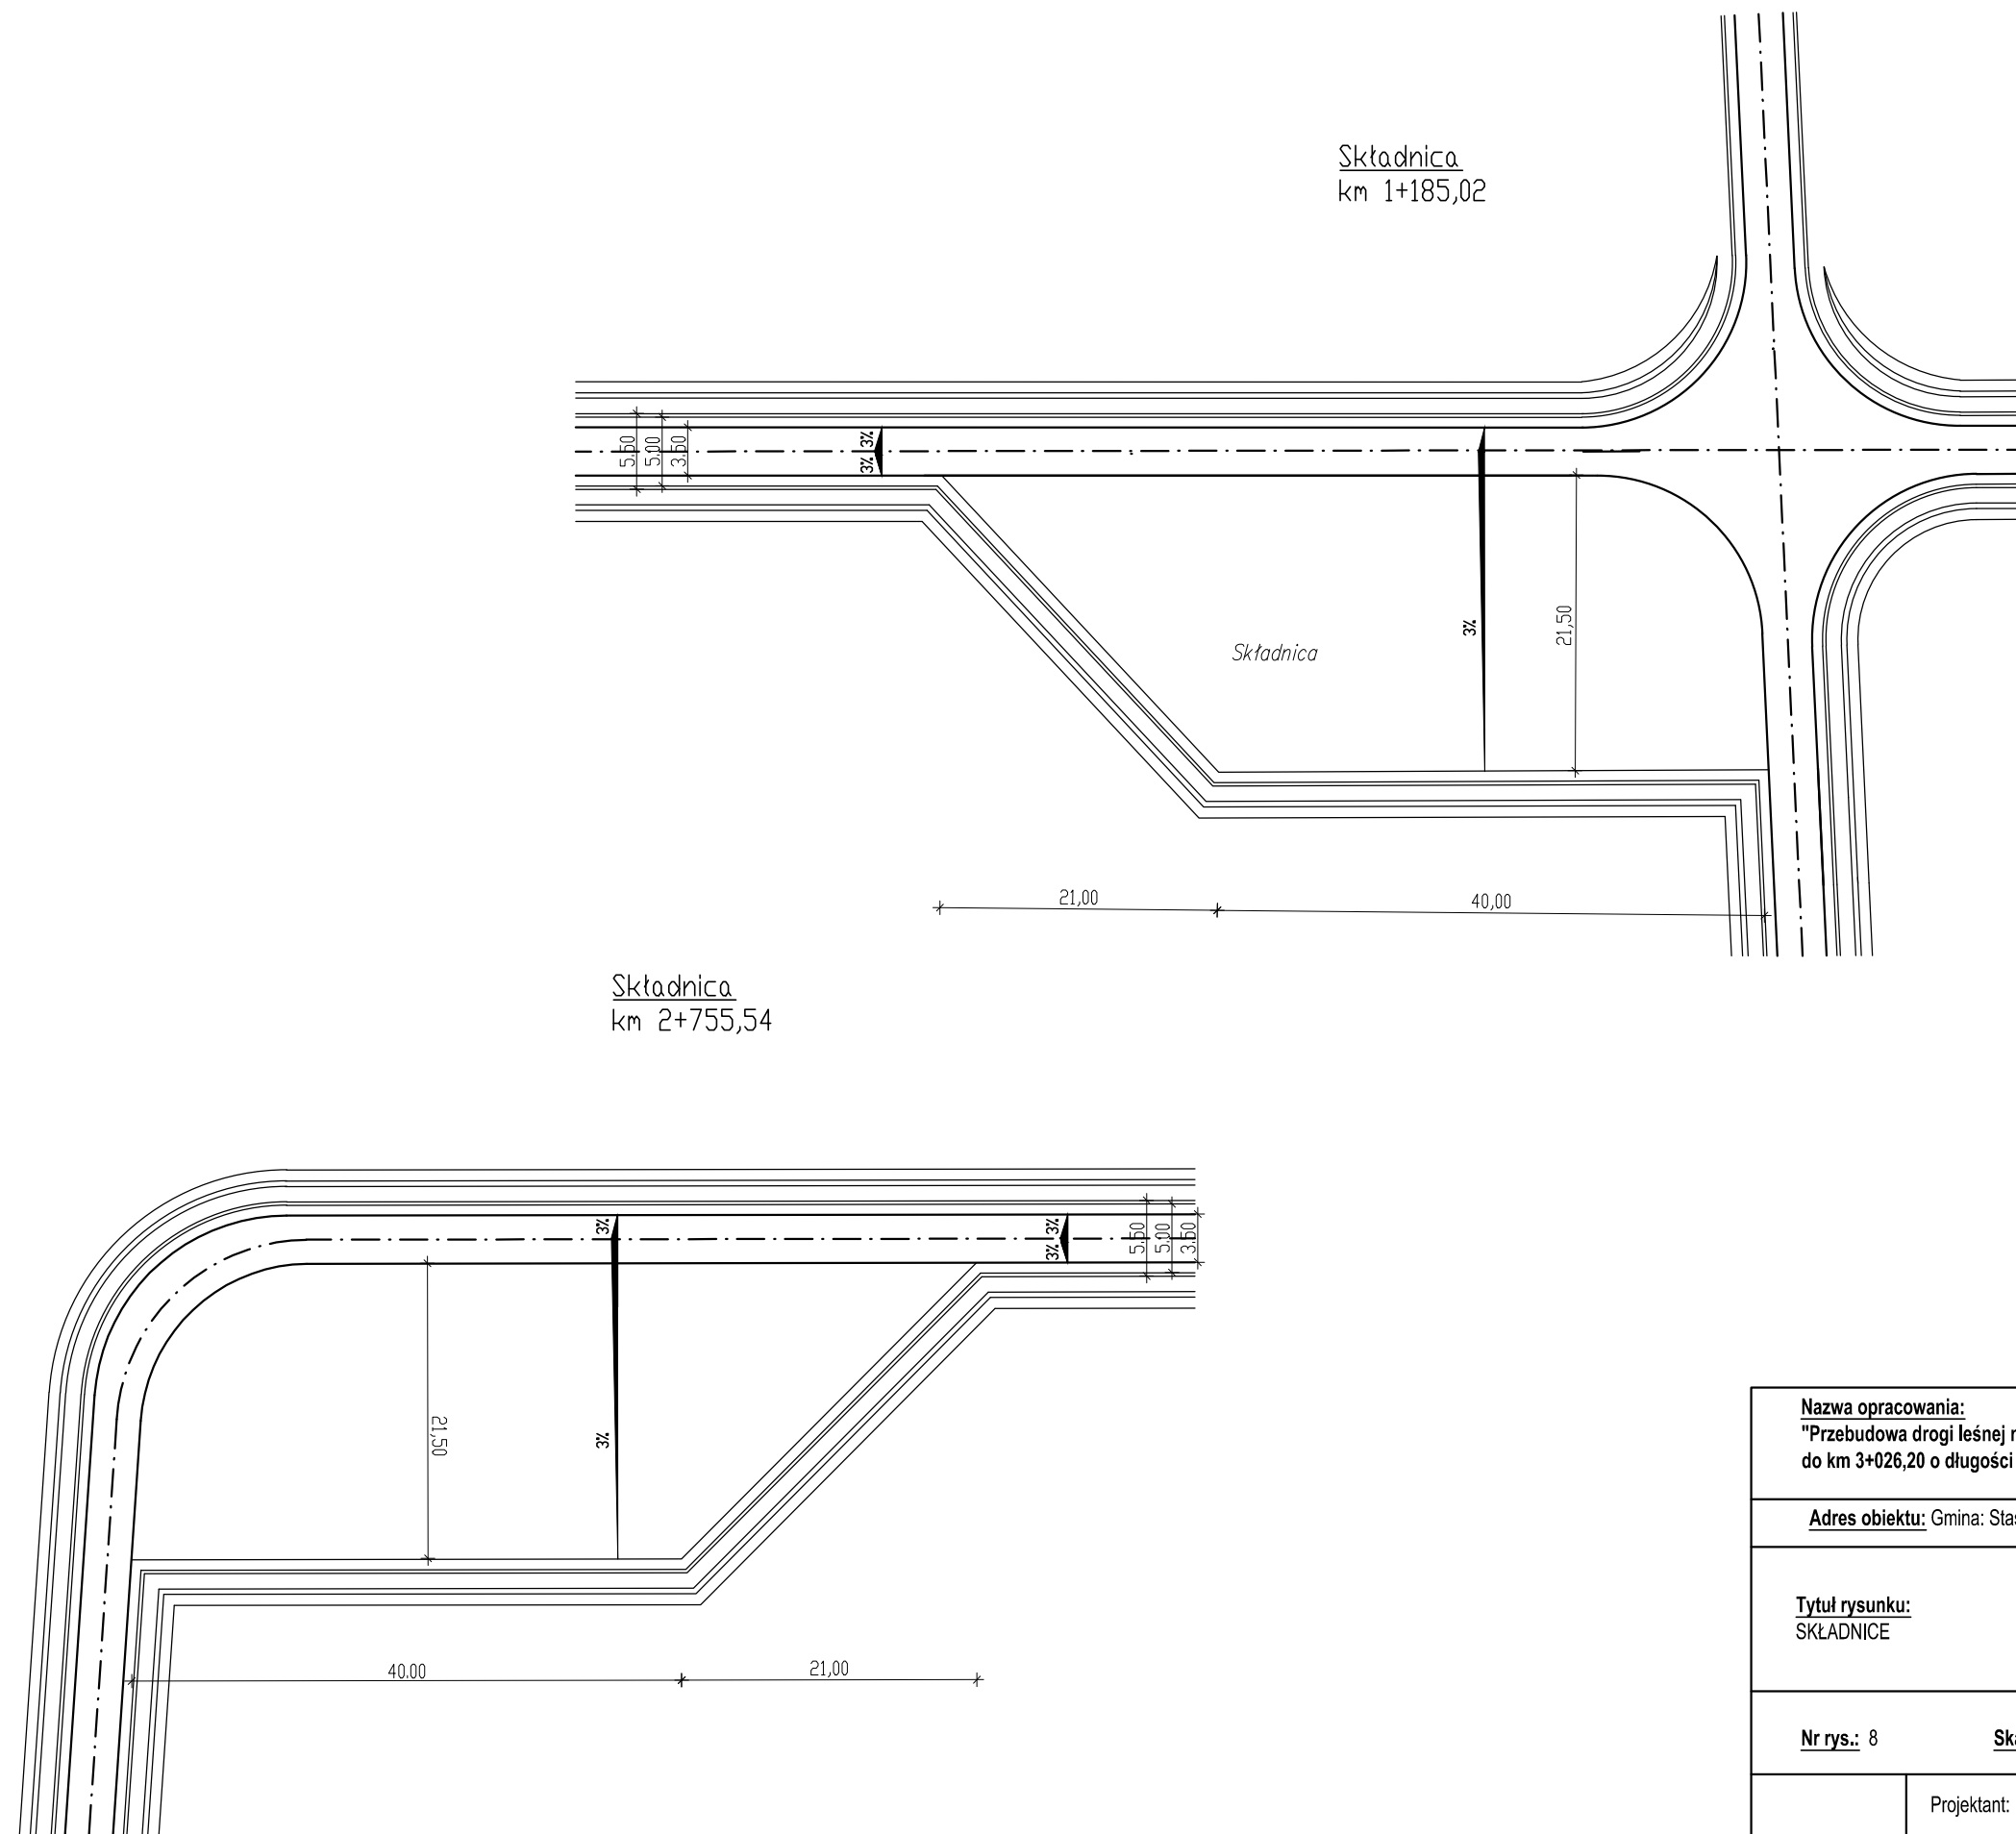 Składnica
km 1+185,02
5,50
5,00
3,50
3%
3%
3%
21,50
Składnica
21,00
40,00
Składnica
km 2+755,54
3%
3%
3%
5,50
5,00
3,50
21,50
3%
40.00
21,00
Nazwa opracowania:
"Przebudowa drogi leśnej
do km 3+026,20 o długości
Adres obiektu: Gmina:
Tytuł rysunku:
SKŁADNICE
Nr rys.: 8
Projektant: